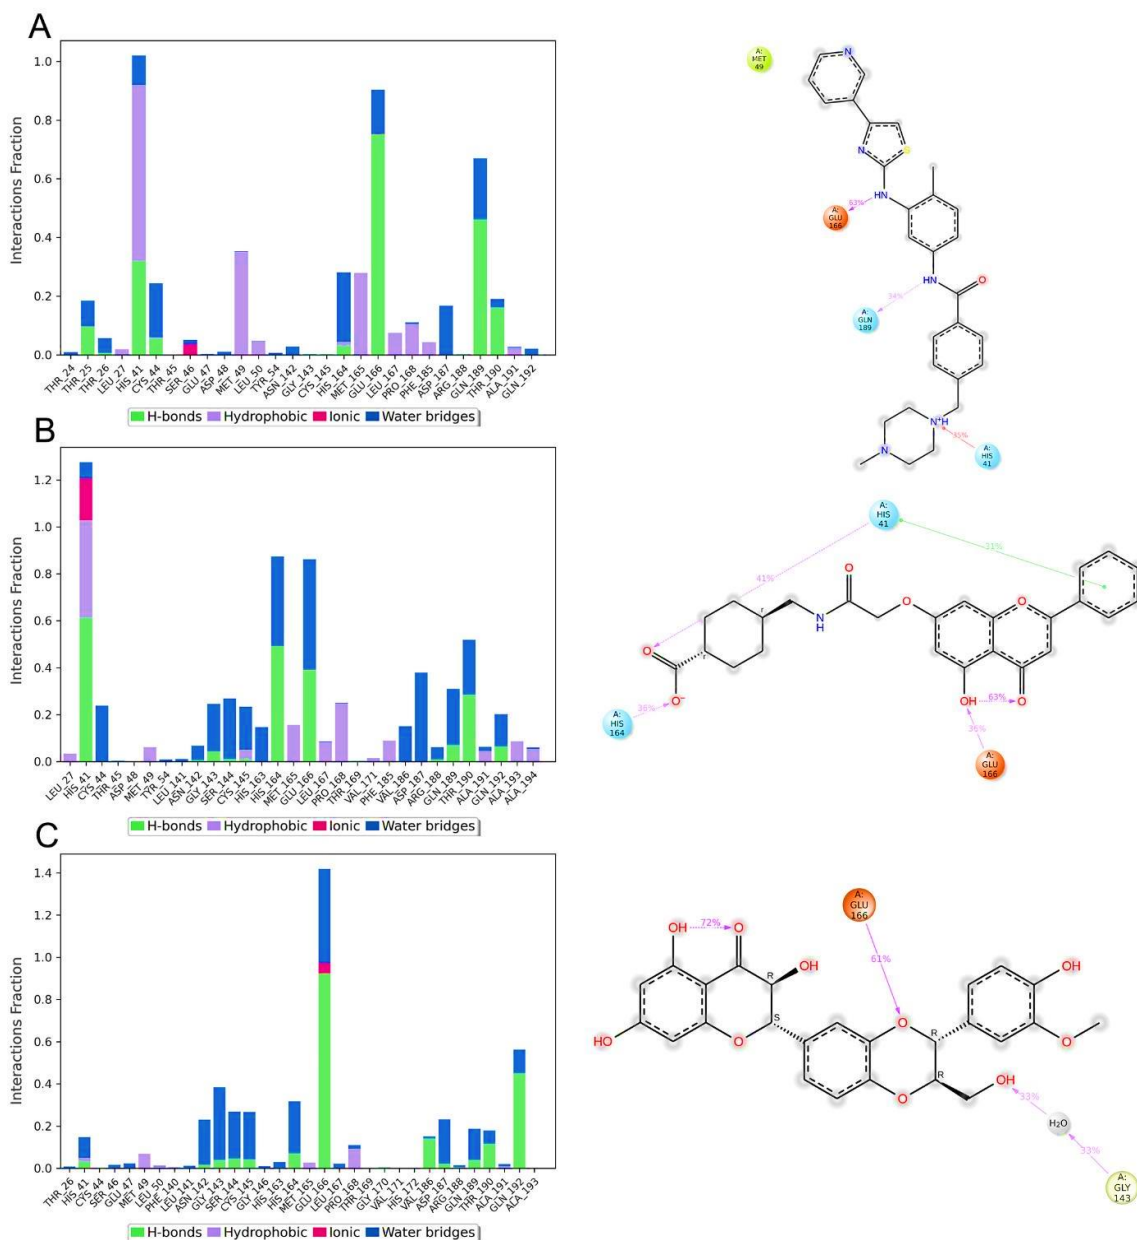 A
Interactions Fraction
1.0
0.8
0.6
0.4
0.2
0.0
THR_24
THR_25
THR_26
LEU_27
HIS_41
CYS_44
THR_45
SER_46
GLU_47
ASP_48
MET_49
LEU_50
TYR_54
ASN_142
GLY_143
CYS_145
HIS_164
MET_165
GLU_166
LEU_167
PRO_168
PHE_185
ASP_187
ARG_188
GLN_189
THR_190
ALA_191
GLN_192
H-bonds Hydrophobic Ionic Water bridges
A:
MET
49
N
N
S
HN
63%
A:
GLU
166
HN
O
34%
A:
GLN
189
N+H
35%
A:
HIS
41
N
B
Interactions Fraction
1.2
1.0
0.8
0.6
0.4
0.2
0.0
LEU_27
HIS_41
CYS_44
THR_45
ASP_48
MET_49
TYR_54
LEU_141
ASN_142
GLY_143
SER_144
CYS_145
HIS_163
HIS_164
MET_165
GLU_166
LEU_167
PRO_168
THR_169
VAL_171
PHE_185
VAL_186
ASP_187
ARG_188
GLN_189
THR_190
ALA_191
GLN_192
ALA_193
ALA_194
H-bonds Hydrophobic Ionic Water bridges
A:
HIS
41
41%
31%
O
O
O
O
r
N
H
r
O-
36%
A:
HIS
164
OH
63%
O
36%
A:
GLU
166
C
Interactions Fraction
1.4
1.2
1.0
0.8
0.6
0.4
0.2
0.0
THR_26
HIS_41
CYS_44
SER_46
GLU_47
MET_49
LEU_50
PHE_140
LEU_141
ASN_142
GLY_143
SER_144
CYS_145
GLY_146
HIS_163
HIS_164
MET_165
GLU_166
LEU_167
PRO_168
THR_169
GLY_170
VAL_171
HIS_172
VAL_186
ASP_187
ARG_188
GLN_189
THR_190
ALA_191
GLN_192
ALA_193
H-bonds Hydrophobic Ionic Water bridges
A:
GLU
166
OH
72%
O
61%
R
OH
S
HO
O
O
R
OH
O
R
O
OH
33%
H₂O
33%
A:
GLY
143